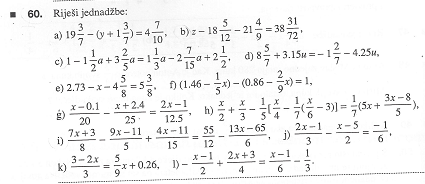 60. Riješi jednadžbe:
a) 19 3/7 − (y + 1 3/7) = 4 7/10, b) z − 18 5/12 − 21 4/9 = 38 31/72,
c) 1 − 1 1/2 a + 3 2/5 a = 1 1/3 a − 2 7/15 a + 2 1/2, d) 8 5/7 + 3.15u = −1 2/7 − 4.25u,
e) 2.73 − x − 4 5/8 = 5 3/8, f) (1.46 − 1/5 x) − (0.86 − 2/9 x) = 1,
g) (x−0.1)/20 − (x+2.4)/25 = (2x−1)/12.5, h) x/2 + x/3 − 1/5[x/4 − 1/7(x/6 − 3)] = 1/7(5x + (3x−8)/5),
i) (7x+3)/8 − (9x−11)/5 + (4x−11)/15 = 55/12 − (13x−65)/6, j) (2x−1)/3 − (x−5)/2 = −1/6,
k) (3−2x)/3 = 5/9 x + 0.26, l) −(x−1)/2 + (2x+3)/4 = (x−1)/6 − 1/3.